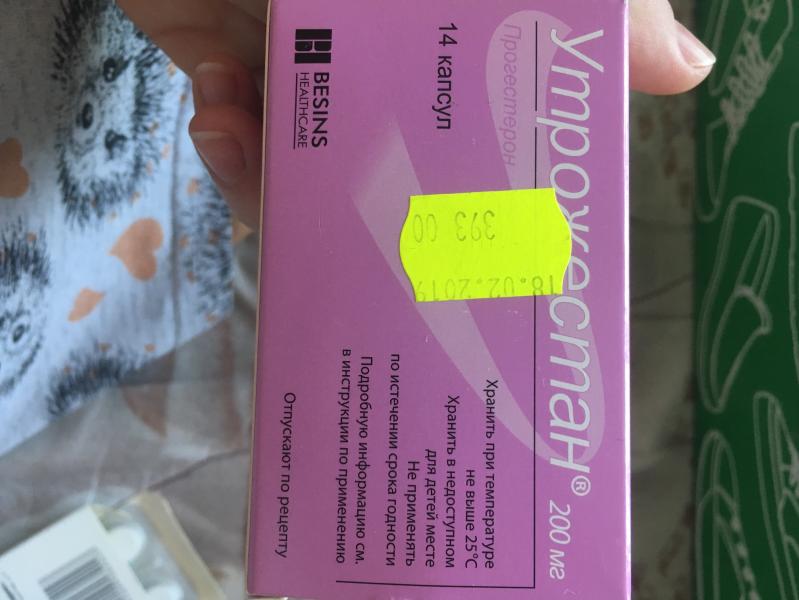 Утрожестан® 200 мг
Прогестерон
14 капсул
BESINS
HEALTHCARE
393 00
18.02.2019
Хранить при температуре
не выше 25°C
Хранить в недоступном
для детей месте
Не применять
по истечении срока годности
Подробную информацию см.
в инструкции по применению
Отпускают по рецепту